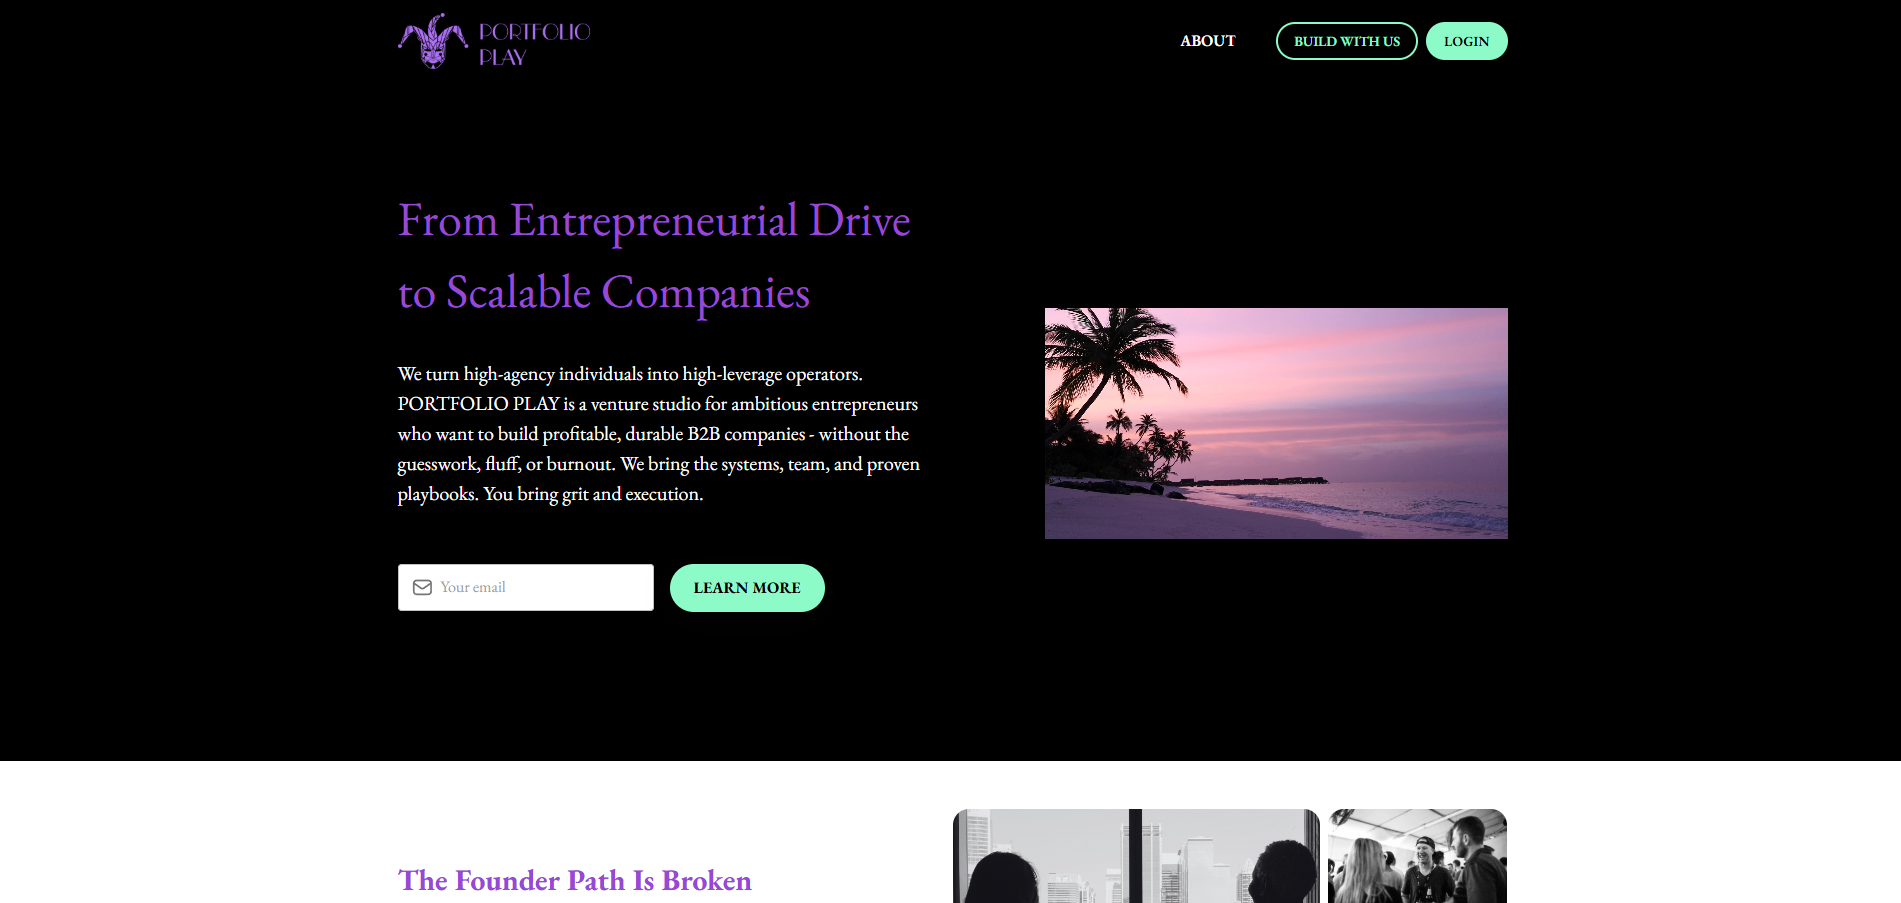 PORTFOLIO
PLAY
ABOUT
BUILD WITH US
LOGIN
From Entrepreneurial Drive
to Scalable Companies
We turn high-agency individuals into high-leverage operators.
PORTFOLIO PLAY is a venture studio for ambitious entrepreneurs
who want to build profitable, durable B2B companies - without the
guesswork, fluff, or burnout. We bring the systems, team, and proven
playbooks. You bring grit and execution.
Your email
LEARN MORE
The Founder Path Is Broken